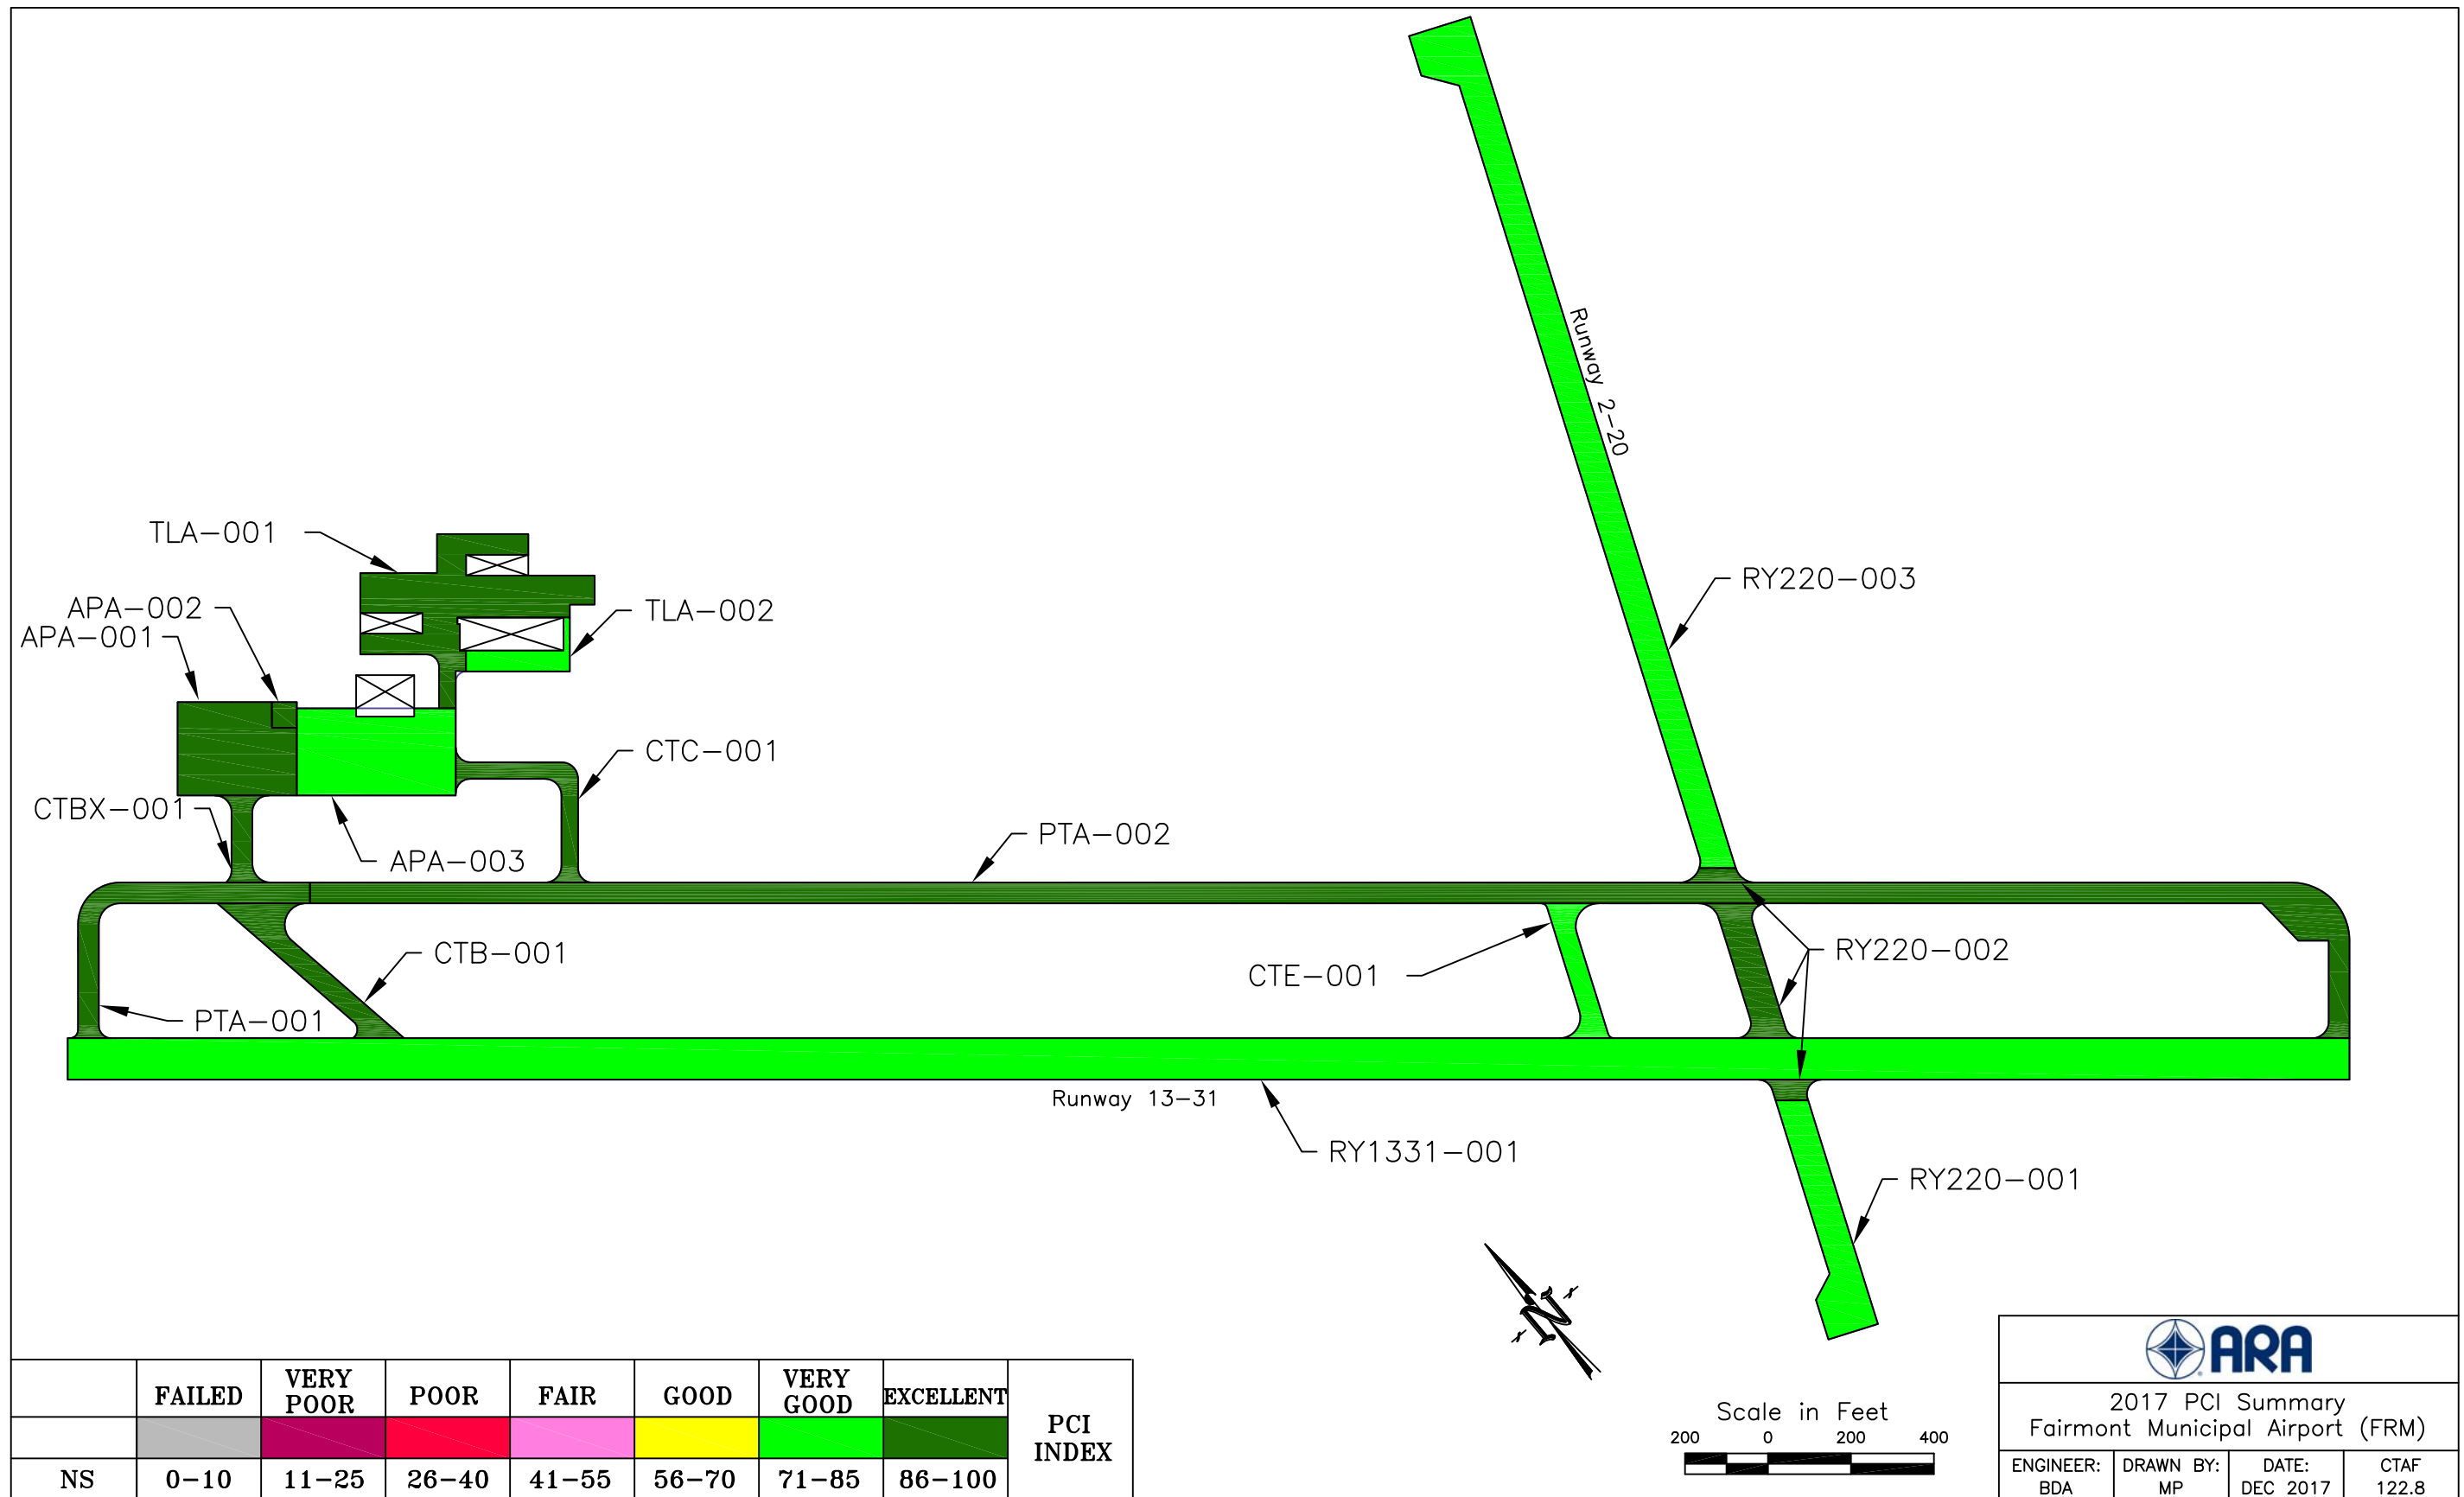 Runway 2-20
TLA-001
RY220-003
APA-002
TLA-002
APA-001
CTC-001
CTBX-001
PTA-002
APA-003
CTB-001
RY220-002
CTE-001
PTA-001
Runway 13-31
RY1331-001
RY220-001
N
FAILED VERY POOR POOR FAIR GOOD VERY GOOD EXCELLENT
PCI INDEX
NS 0-10 11-25 26-40 41-55 56-70 71-85 86-100
Scale in Feet
200 0 200 400
ARA
2017 PCI Summary
Fairmont Municipal Airport (FRM)
ENGINEER: DRAWN BY: DATE: CTAF
BDA MP DEC 2017 122.8